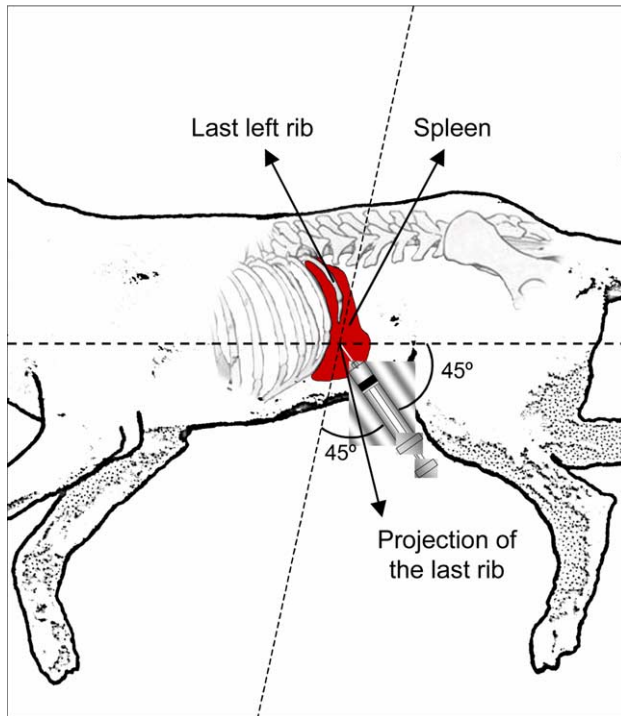 Last left rib
Spleen
45º
45º
Projection of
the last rib